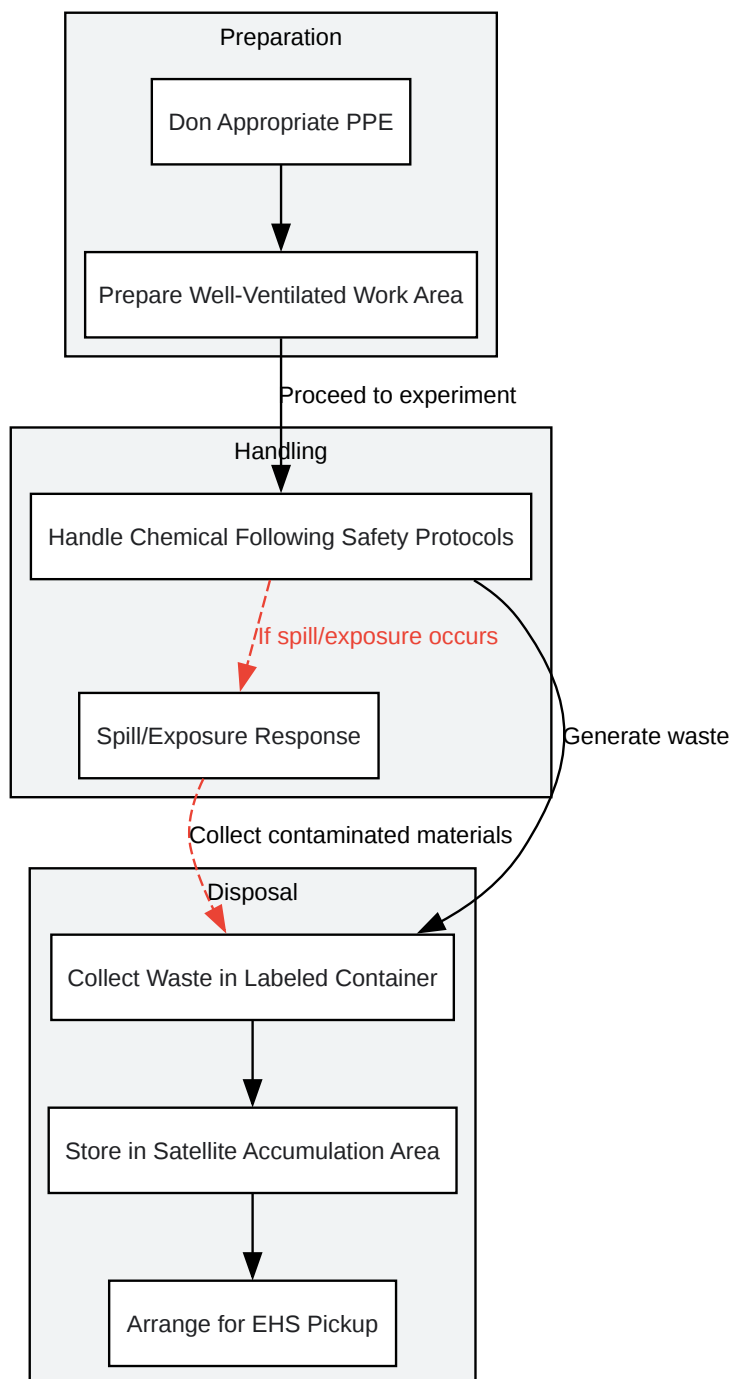 Preparation
Don Appropriate PPE
Prepare Well-Ventilated Work Area
Proceed to experiment
Handling
Handle Chemical Following Safety Protocols
If spill/exposure occurs
Spill/Exposure Response
Generate waste
Collect contaminated materials
Disposal
Collect Waste in Labeled Container
Store in Satellite Accumulation Area
Arrange for EHS Pickup